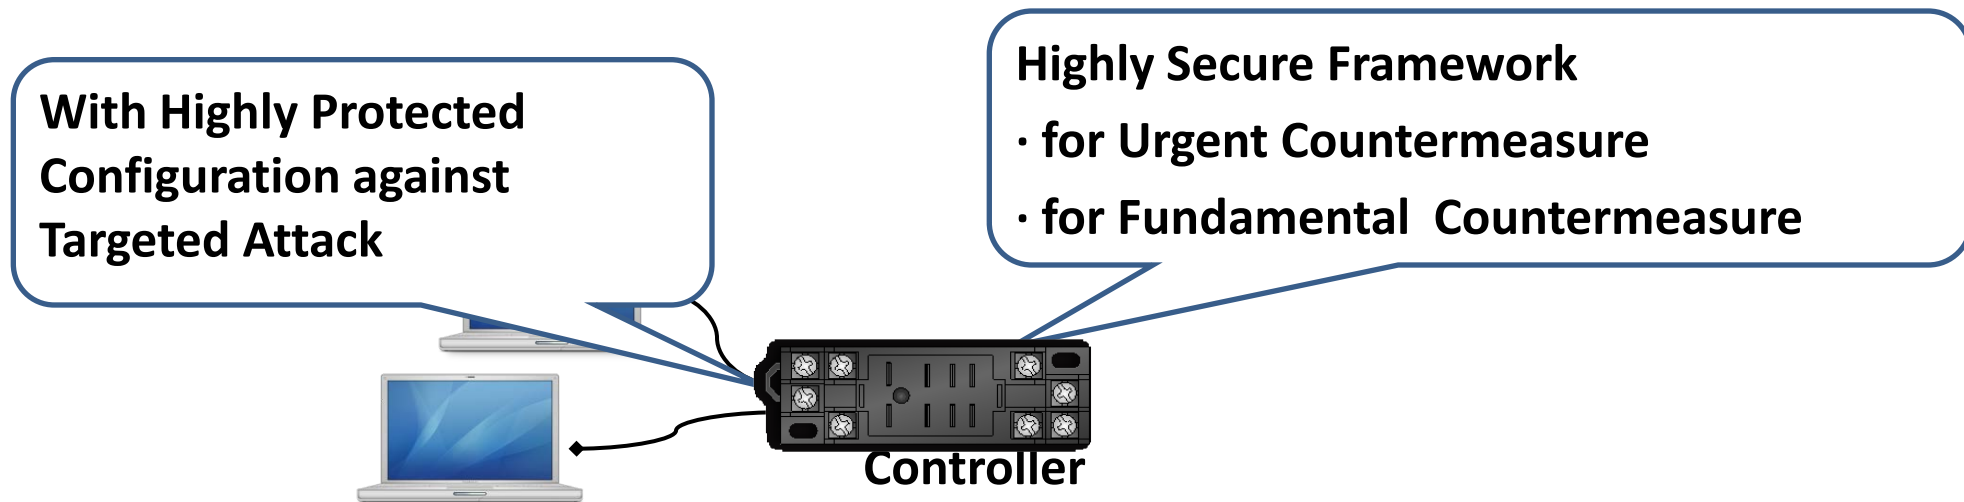 With Highly Protected
Configuration against
Targeted Attack
Highly Secure Framework
· for Urgent Countermeasure
· for Fundamental  Countermeasure
Controller